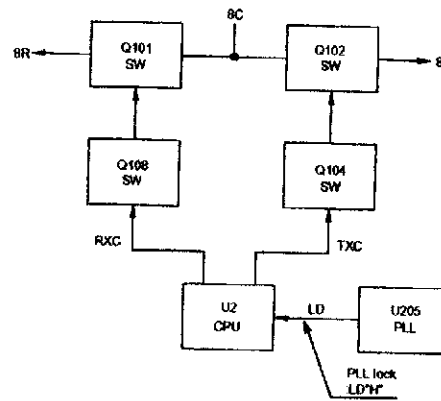 8C
Q101
SW
Q102
SW
8R
8
Q108
SW
Q104
SW
RXC
TXC
U2
CPU
LD
U205
PLL
PLL lock
LD"H"